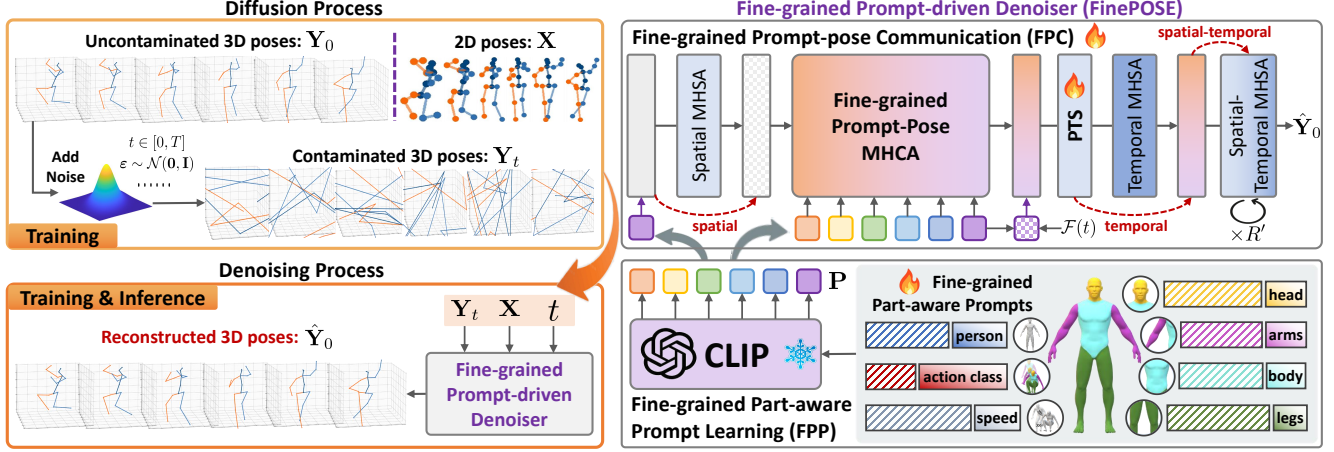 Diffusion Process
Uncontaminated 3D poses: Y₀
2D poses: X
t ∈ [0, T]
ε ∼ 𝒩(0, I)
......
Add
Noise
Contaminated 3D poses: Yₜ
Training
Denoising Process
Training & Inference
Reconstructed 3D poses: Ŷ₀
Yₜ X t
Fine-grained
Prompt-driven
Denoiser
Fine-grained Prompt-driven Denoiser (FinePOSE)
Fine-grained Prompt-pose Communication (FPC)
spatial-temporal
Spatial MHSA
Fine-grained
Prompt-Pose
MHCA
PTS
Temporal MHSA
Spatial-
Temporal MHSA
Ŷ₀
spatial
ℱ(t)
temporal
×R′
P
CLIP
Fine-grained Part-aware
Prompt Learning (FPP)
Fine-grained
Part-aware Prompts
person
action class
speed
head
arms
body
legs